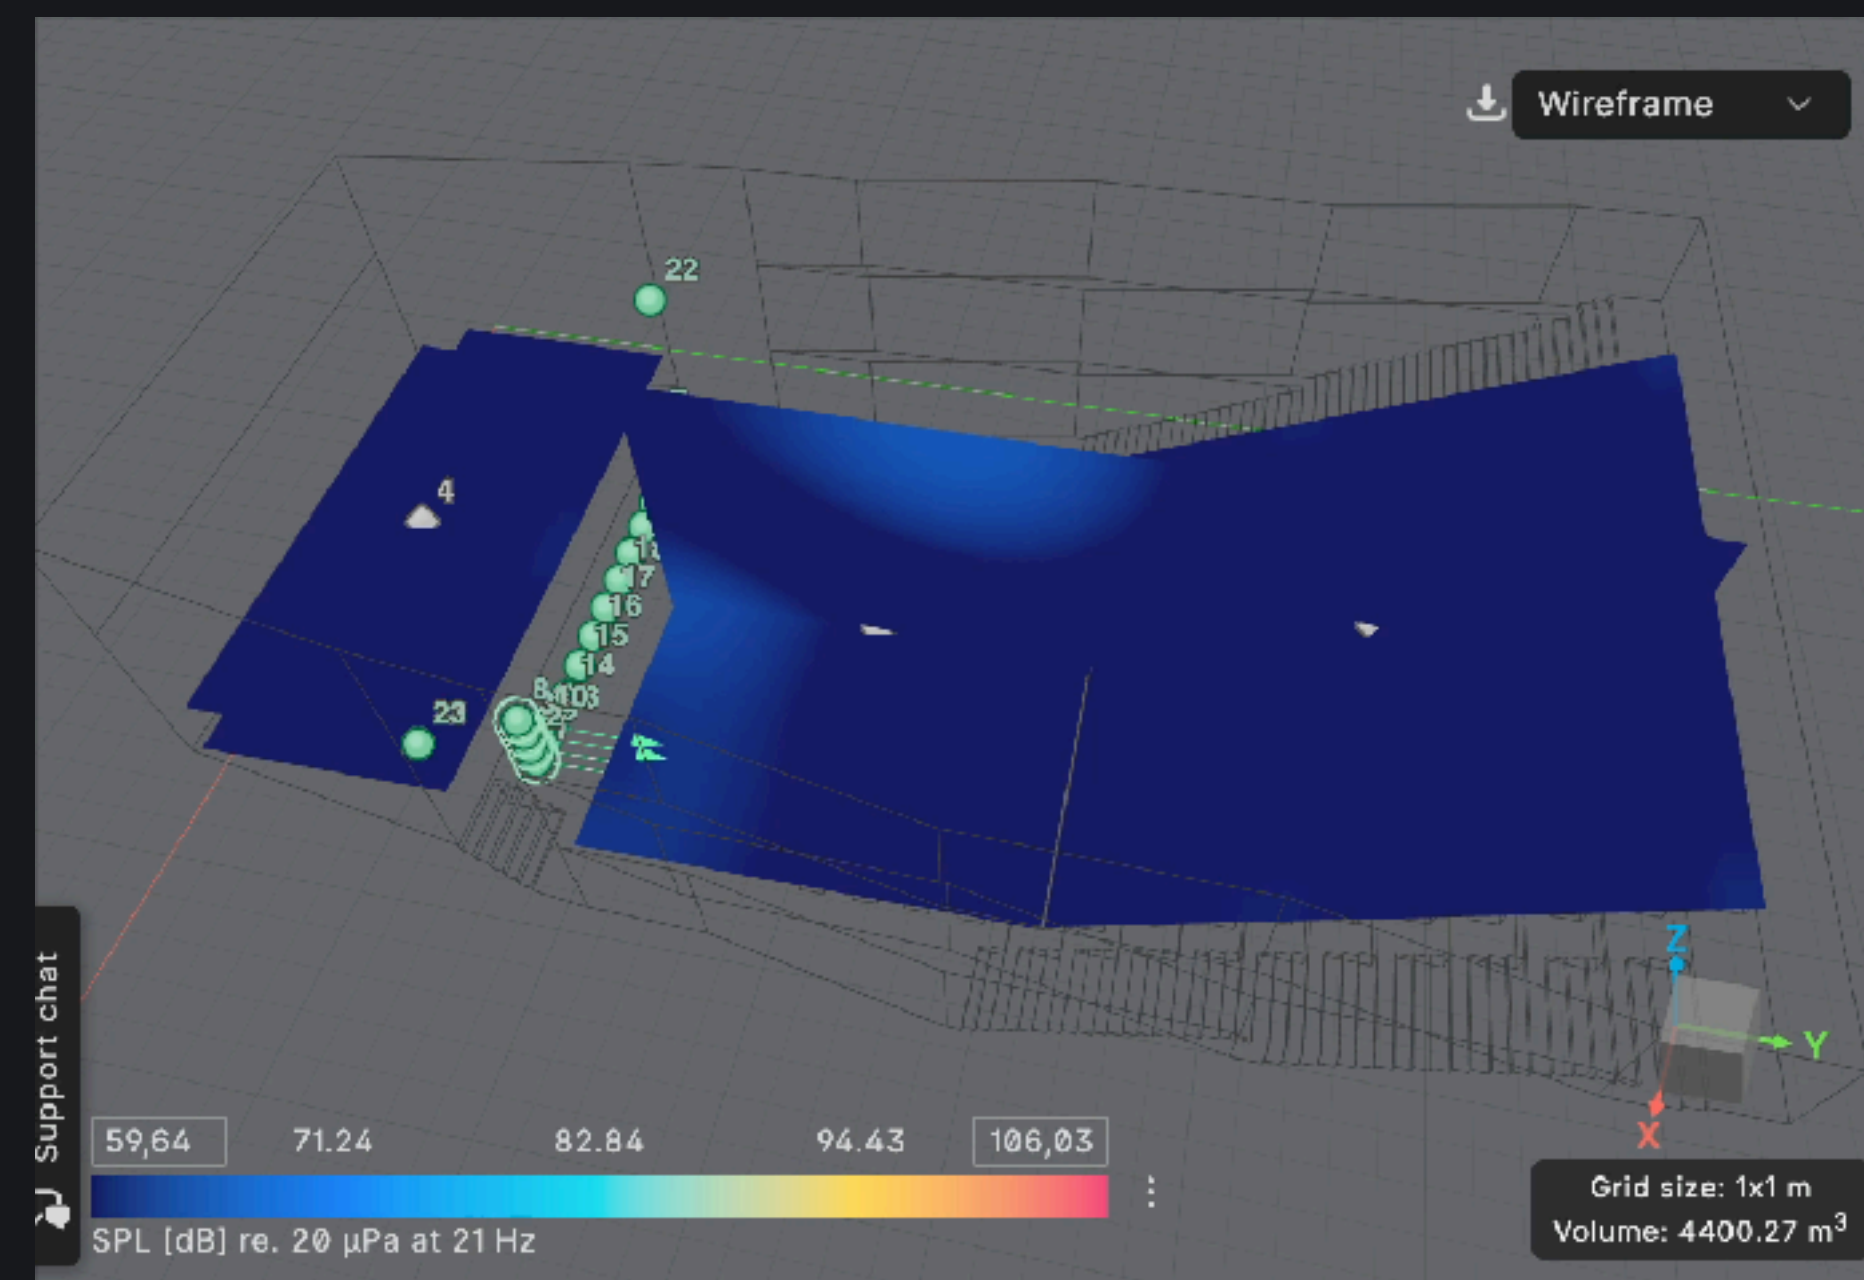 Wireframe
22
4
17
16
15
14
8
23
Support chat
59,64 71.24 82.84 94.43 106,03
SPL [dB] re. 20 µPa at 21 Hz
Z
Y
X
Grid size: 1x1 m
Volume: 4400.27 m³